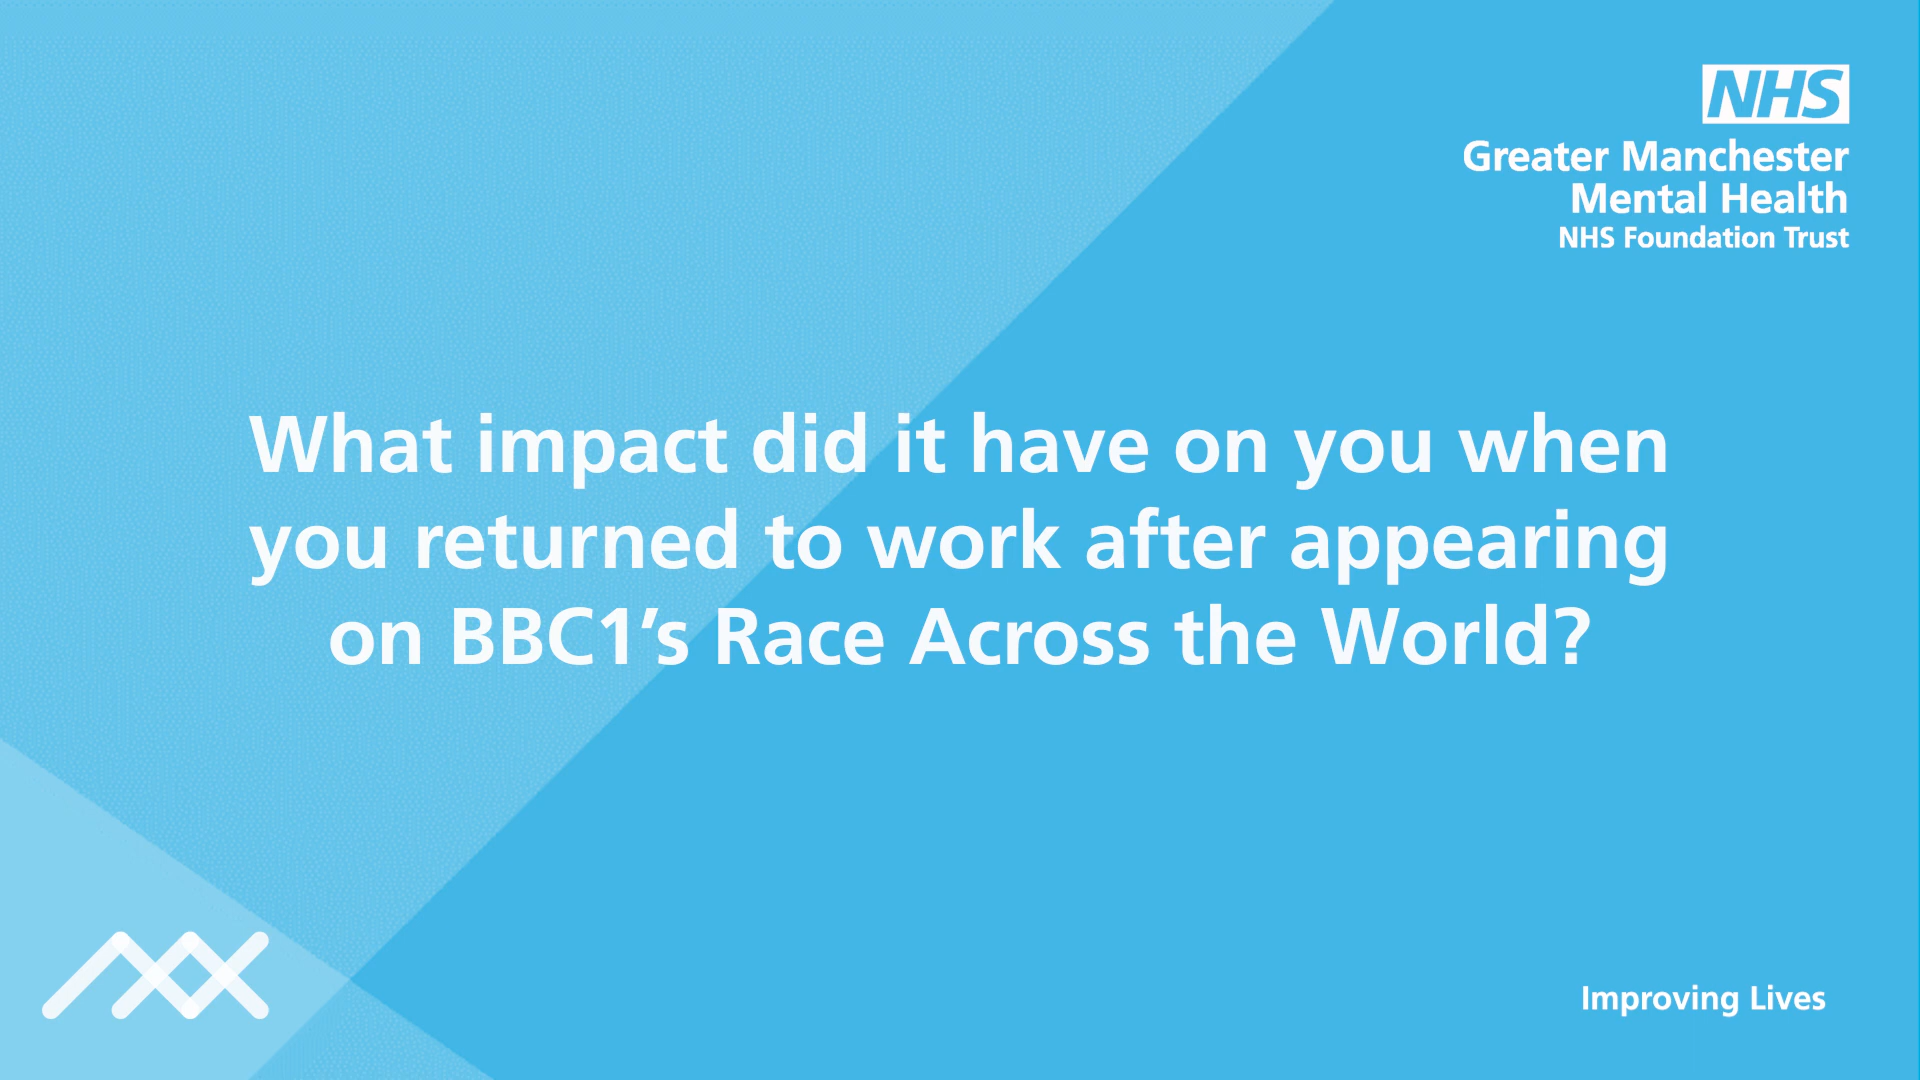 NHS
Greater Manchester
Mental Health
NHS Foundation Trust
What impact did it have on you when
you returned to work after appearing
on BBC1’s Race Across the World?
Improving Lives